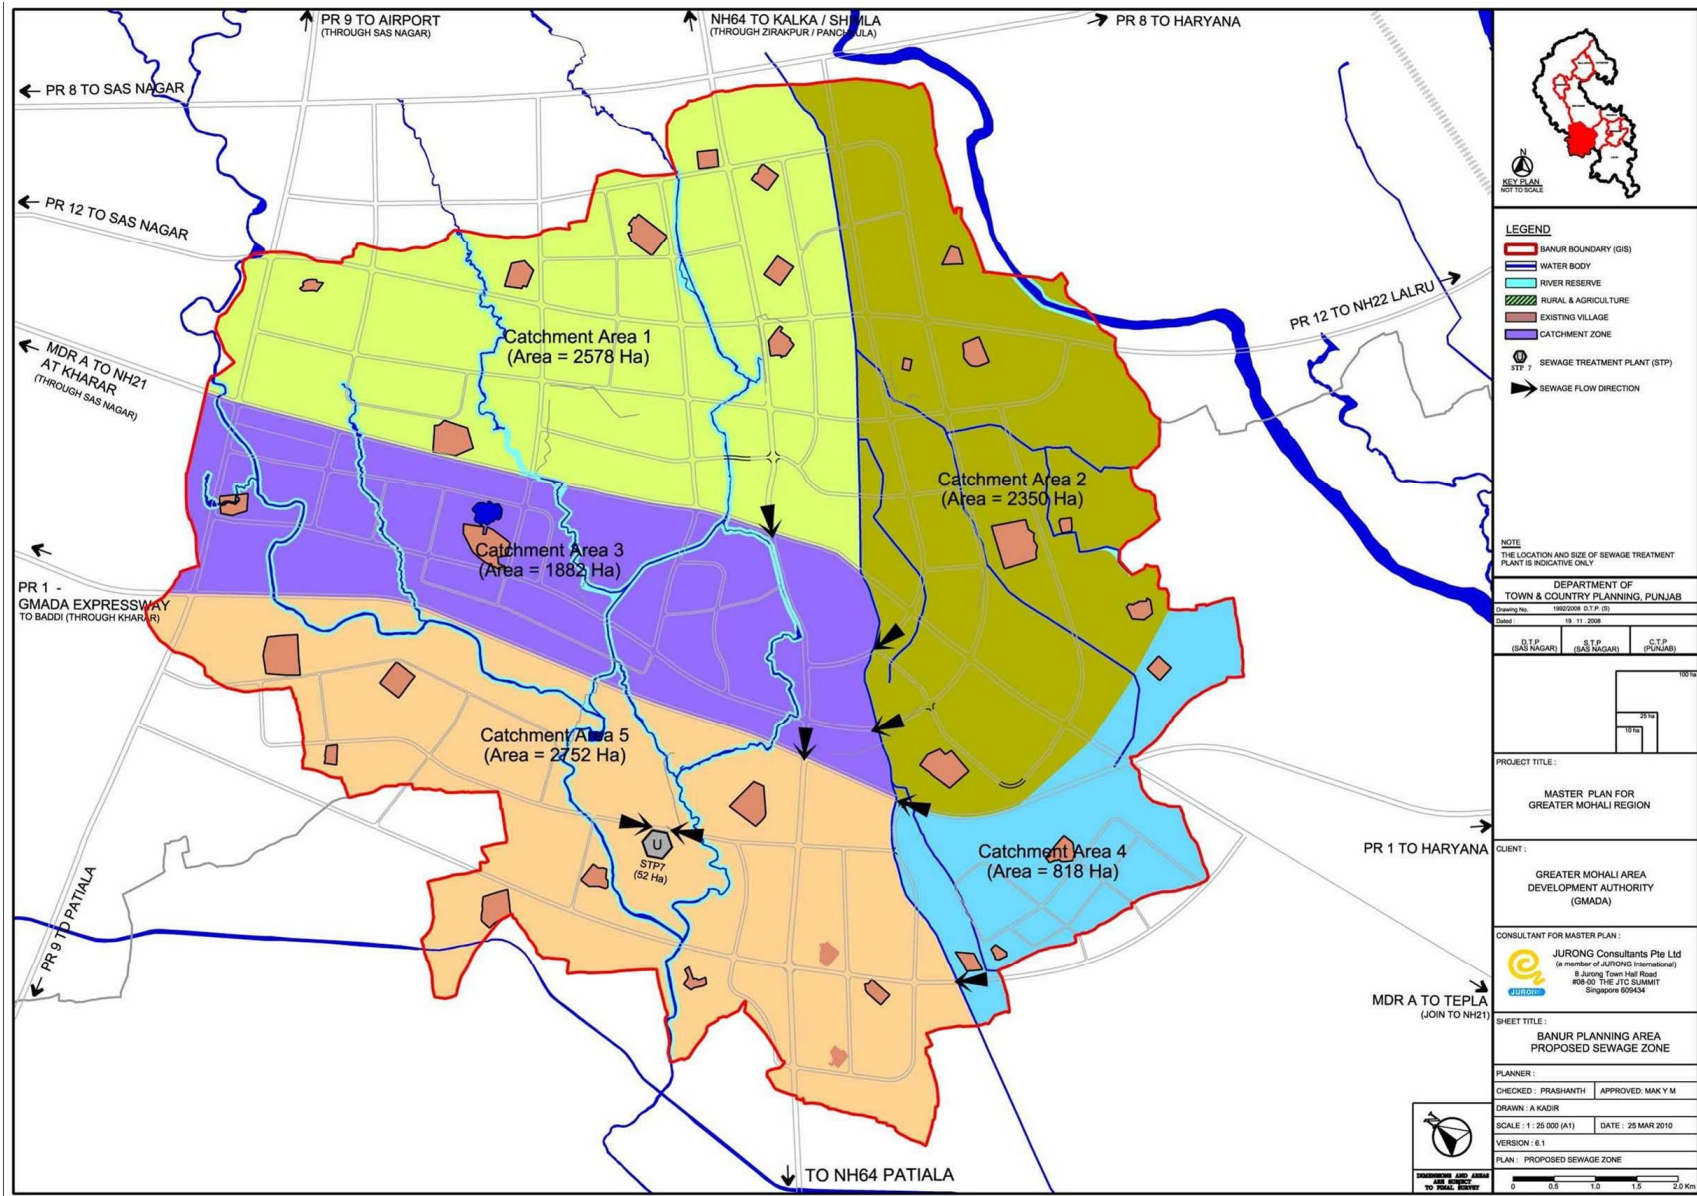 PR 9 TO AIRPORT
(THROUGH SAS NAGAR)
NH64 TO KALKA / SHIMLA
(THROUGH ZIRAKPUR / PANCHKULA)
PR 8 TO HARYANA
PR 8 TO SAS NAGAR
PR 12 TO SAS NAGAR
MDR A TO NH21
AT KHARAR
(THROUGH SAS NAGAR)
PR 12 TO NH22 LALRU
Catchment Area 1
(Area = 2578 Ha)
Catchment Area 2
(Area = 2350 Ha)
Catchment Area 3
(Area = 1882 Ha)
PR 1 -
GMADA EXPRESSWAY
TO BADDI (THROUGH KHARAR)
Catchment Area 5
(Area = 2752 Ha)
U
STP7
(52 Ha)
Catchment Area 4
(Area = 818 Ha)
PR 1 TO HARYANA
PR 9 TO PATIALA
MDR A TO TEPLA
(JOIN TO NH21)
TO NH64 PATIALA
N
KEY PLAN
NOT TO SCALE
LEGEND
BANUR BOUNDARY (GIS)
WATER BODY
RIVER RESERVE
RURAL & AGRICULTURE
EXISTING VILLAGE
CATCHMENT ZONE
U
STP 7
SEWAGE TREATMENT PLANT (STP)
SEWAGE FLOW DIRECTION
NOTE
THE LOCATION AND SIZE OF SEWAGE TREATMENT
PLANT IS INDICATIVE ONLY
DEPARTMENT OF
TOWN & COUNTRY PLANNING, PUNJAB
Drawing No. 1992/2008 D.T.P. (S)
Dated : 19 . 11 . 2008
D.T.P (SAS NAGAR)
S.T.P (SAS NAGAR)
C.T.P (PUNJAB)
100 ha
25 ha
10 ha
PROJECT TITLE :
MASTER PLAN FOR
GREATER MOHALI REGION
CLIENT :
GREATER MOHALI AREA
DEVELOPMENT AUTHORITY
(GMADA)
CONSULTANT FOR MASTER PLAN :
JURONG Consultants Pte Ltd
(a member of JURONG International)
8 Jurong Town Hall Road
#08-00 THE JTC SUMMIT
Singapore 609434
JURONG
SHEET TITLE :
BANUR PLANNING AREA
PROPOSED SEWAGE ZONE
PLANNER :
CHECKED : PRASHANTH
APPROVED: MAK Y M
DRAWN : A KADIR
SCALE : 1 : 25 000 (A1)
DATE : 25 MAR 2010
VERSION : 6.1
PLAN : PROPOSED SEWAGE ZONE
0 0.5 1.0 1.5 2.0 Km
DIMENSIONS AND AREAS
ARE SUBJECT
TO FINAL SURVEY